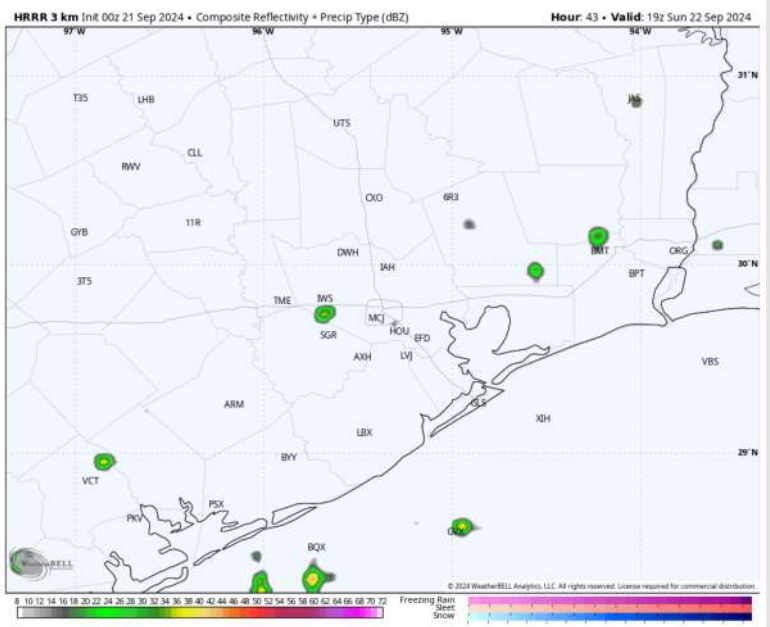 HRRR 3 km Init 00z 21 Sep 2024 • Composite Reflectivity + Precip Type (dBZ) Hour: 43 • Valid: 19z Sun 22 Sep 2024
97°W 96°W 95°W 94°W
31°N
T35 LHB JAS
UTS
CLL
RWV
OXO 6R3
11R
GYB
DWH BMT ORG
30°N
IAH
3T5 BPT
TME IWS
MCJ
SGR HOU EFD
AXH LVJ VBS
ARM GLS
XIH
LBX
BYY 29°N
VCT
PSX
PKV
GVX
BQX
WeatherBELL
© 2024 WeatherBELL Analytics, LLC. All rights reserved. License required for commercial distribution.
8 10 12 14 16 18 20 22 24 26 28 30 32 34 36 38 40 42 44 46 48 50 52 54 56 58 60 62 64 66 68 70 72
Freezing Rain
Sleet
Snow